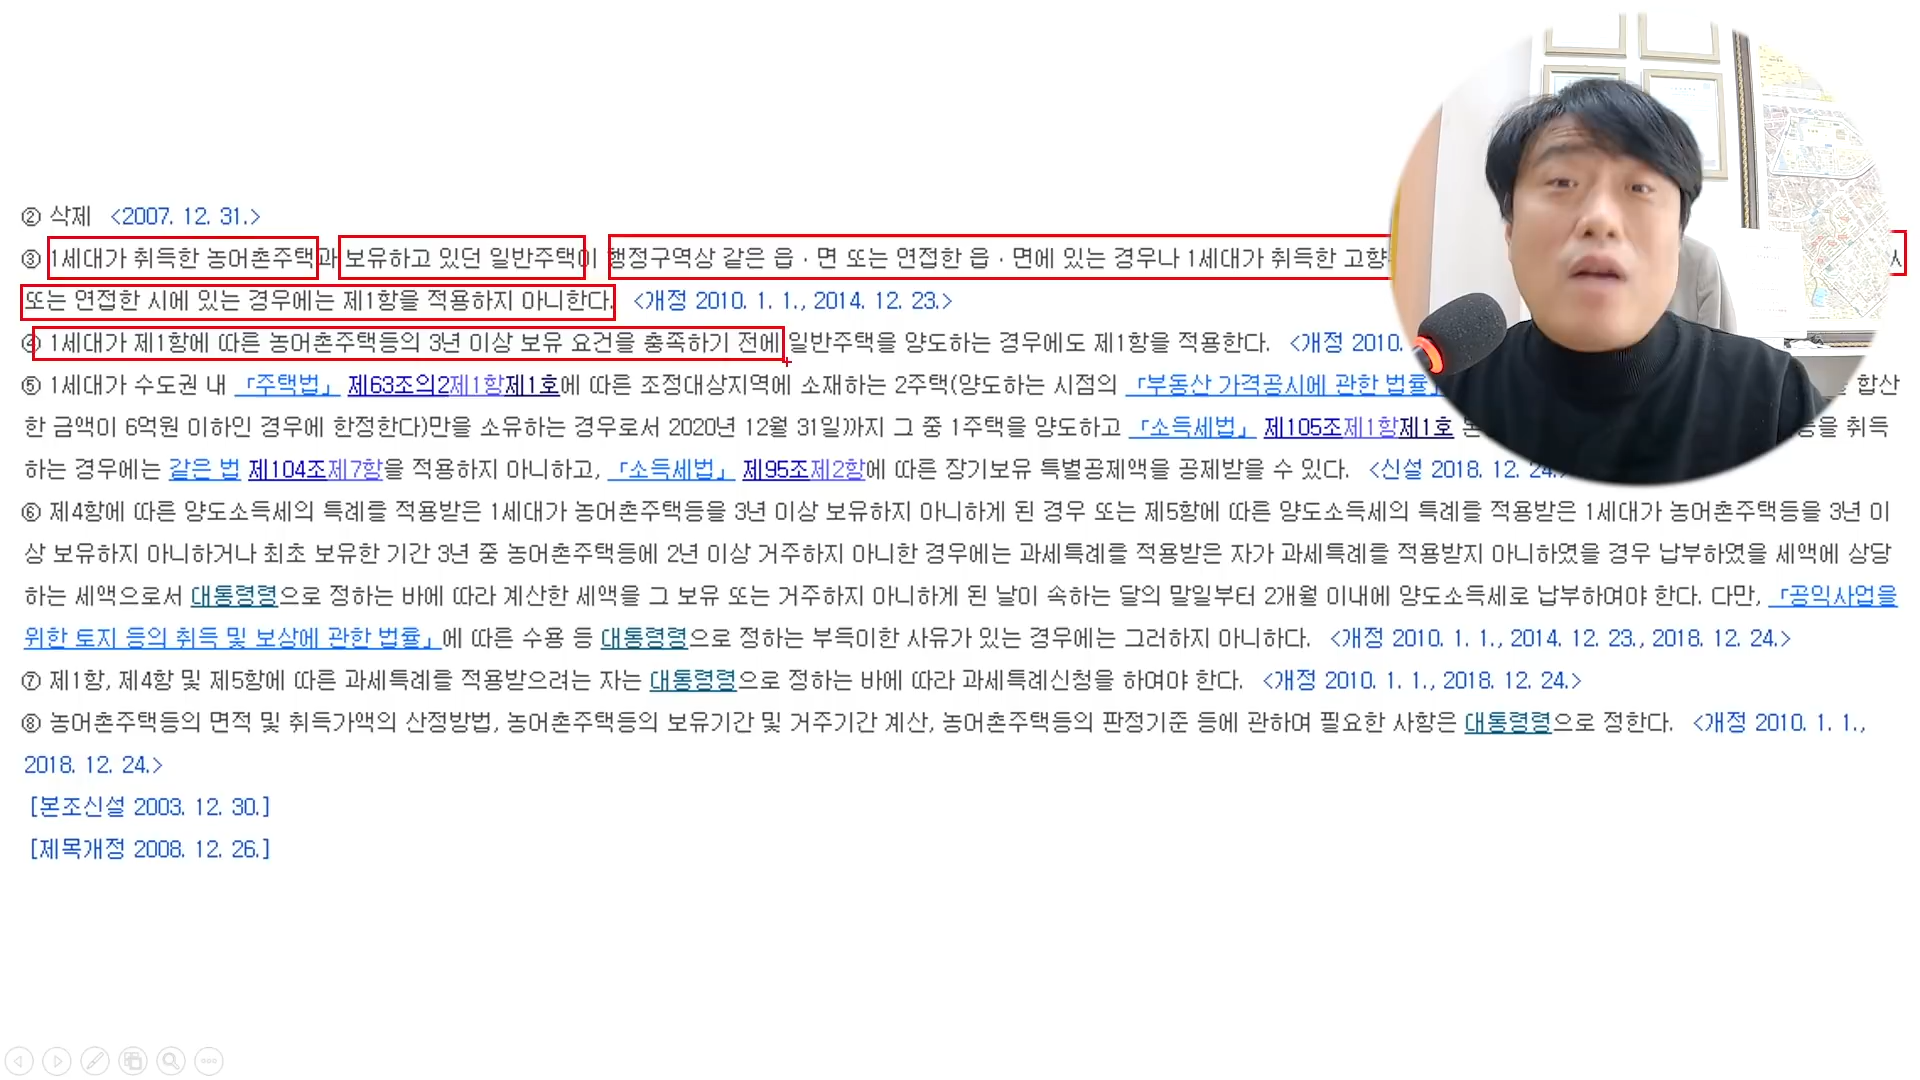 ② 삭제 <2007. 12. 31.>
③ 1세대가 취득한 농어촌주택과 보유하고 있던 일반주택이 행정구역상 같은 읍·면 또는 연접한 읍·면에 있는 경우나 1세대가 취득한 고향
또는 연접한 시에 있는 경우에는 제1항을 적용하지 아니한다. <개정 2010. 1. 1., 2014. 12. 23.>
④ 1세대가 제1항에 따른 농어촌주택등의 3년 이상 보유 요건을 충족하기 전에 일반주택을 양도하는 경우에도 제1항을 적용한다. <개정 2010.
⑤ 1세대가 수도권 내 「주택법」 제63조의2제1항제1호에 따른 조정대상지역에 소재하는 2주택(양도하는 시점의 「부동산 가격공시에 관한 법률」 합산
한 금액이 6억원 이하인 경우에 한정한다)만을 소유하는 경우로서 2020년 12월 31일까지 그 중 1주택을 양도하고 「소득세법」 제105조제1항제1호 을 취득
하는 경우에는 같은 법 제104조제7항을 적용하지 아니하고, 「소득세법」 제95조제2항에 따른 장기보유 특별공제액을 공제받을 수 있다. <신설 2018. 12. 24.>
⑥ 제4항에 따른 양도소득세의 특례를 적용받은 1세대가 농어촌주택등을 3년 이상 보유하지 아니하게 된 경우 또는 제5항에 따른 양도소득세의 특례를 적용받은 1세대가 농어촌주택등을 3년 이
상 보유하지 아니하거나 최초 보유한 기간 3년 중 농어촌주택등에 2년 이상 거주하지 아니한 경우에는 과세특례를 적용받은 자가 과세특례를 적용받지 아니하였을 경우 납부하였을 세액에 상당
하는 세액으로서 대통령령으로 정하는 바에 따라 계산한 세액을 그 보유 또는 거주하지 아니하게 된 날이 속하는 달의 말일부터 2개월 이내에 양도소득세로 납부하여야 한다. 다만, 「공익사업을
위한 토지 등의 취득 및 보상에 관한 법률」에 따른 수용 등 대통령령으로 정하는 부득이한 사유가 있는 경우에는 그러하지 아니하다. <개정 2010. 1. 1., 2014. 12. 23., 2018. 12. 24.>
⑦ 제1항, 제4항 및 제5항에 따른 과세특례를 적용받으려는 자는 대통령령으로 정하는 바에 따라 과세특례신청을 하여야 한다. <개정 2010. 1. 1., 2018. 12. 24.>
⑧ 농어촌주택등의 면적 및 취득가액의 산정방법, 농어촌주택등의 보유기간 및 거주기간 계산, 농어촌주택등의 판정기준 등에 관하여 필요한 사항은 대통령령으로 정한다. <개정 2010. 1. 1.,
2018. 12. 24.>
[본조신설 2003. 12. 30.]
[제목개정 2008. 12. 26.]